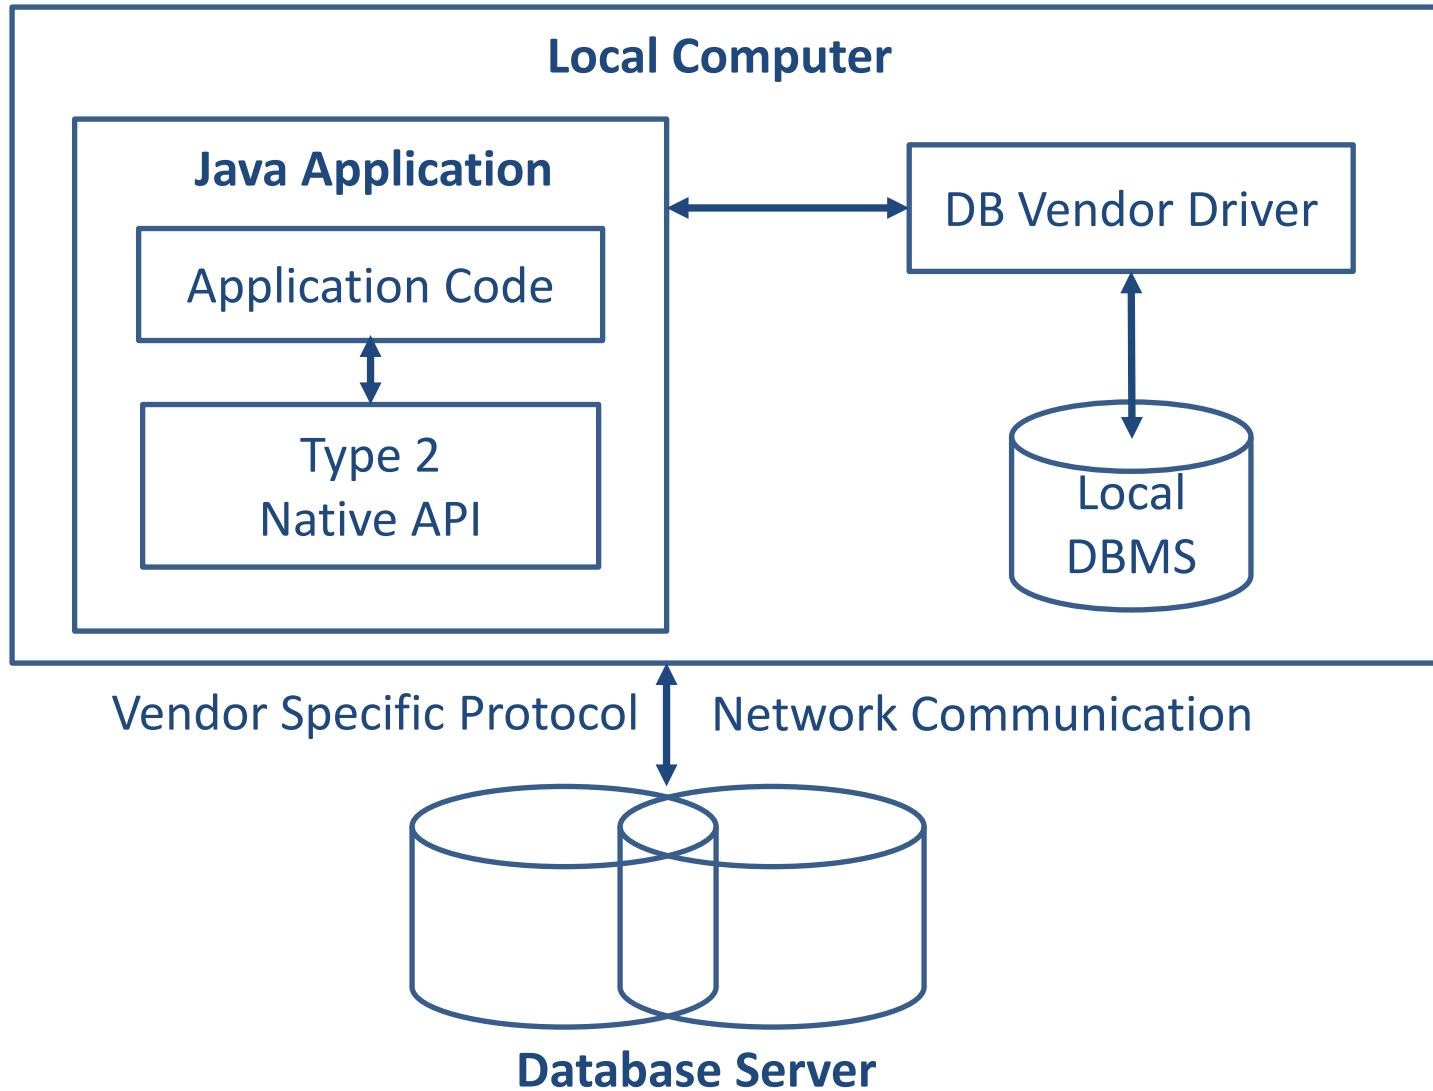 Local Computer
Java Application
DB Vendor Driver
Application Code
Type 2
Native API
Local
DBMS
Vendor Specific Protocol
Network Communication
Database Server